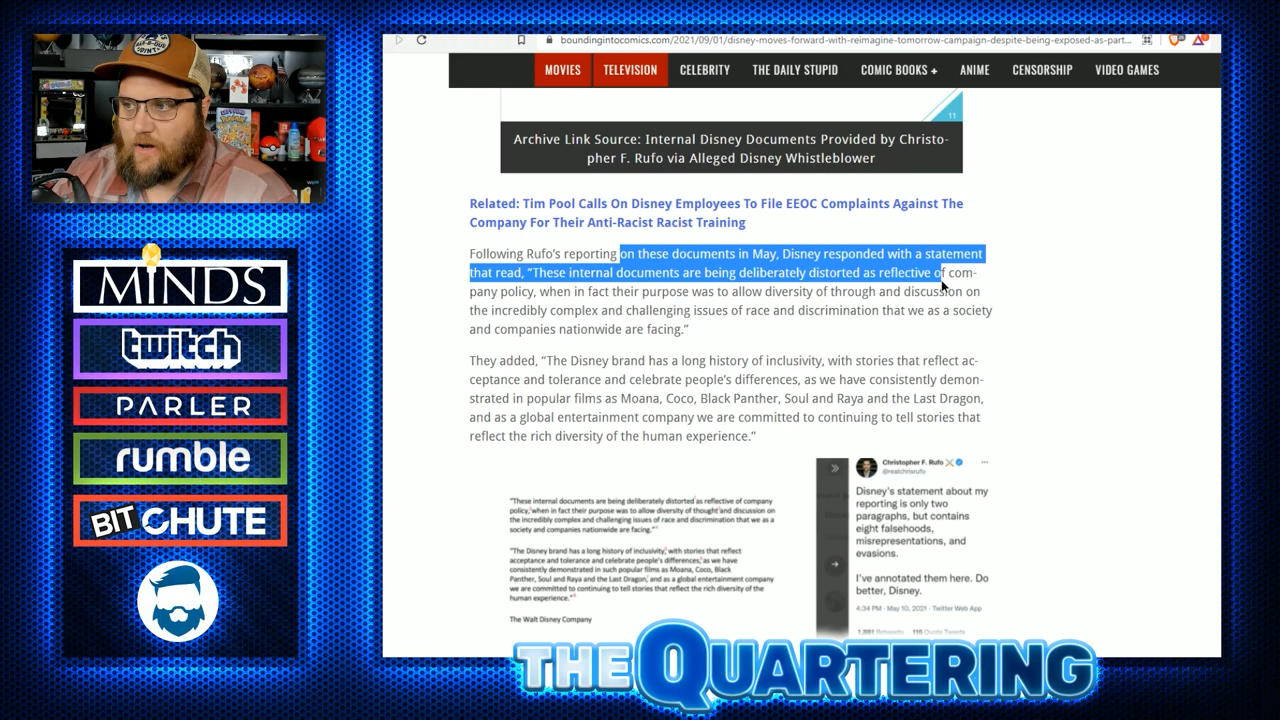 boundingintocomics.com/2021/09/01/disney-moves-forward-with-reimagine-tomorrow-campaign-despite-being-exposed-as-part...
MOVIES TELEVISION CELEBRITY THE DAILY STUPID COMIC BOOKS + ANIME CENSORSHIP VIDEO GAMES
11
Archive Link Source: Internal Disney Documents Provided by Christo-
pher F. Rufo via Alleged Disney Whistleblower
Related: Tim Pool Calls On Disney Employees To File EEOC Complaints Against The
Company For Their Anti-Racist Racist Training
Following Rufo's reporting on these documents in May, Disney responded with a statement
that read, “These internal documents are being deliberately distorted as reflective of com-
pany policy, when in fact their purpose was to allow diversity of through and discussion on
the incredibly complex and challenging issues of race and discrimination that we as a society
and companies nationwide are facing.”
They added, “The Disney brand has a long history of inclusivity, with stories that reflect ac-
ceptance and tolerance and celebrate people's differences, as we have consistently demon-
strated in popular films as Moana, Coco, Black Panther, Soul and Raya and the Last Dragon,
and as a global entertainment company we are committed to continuing to tell stories that
reflect the rich diversity of the human experience.”
"These internal documents are being deliberately distorted as reflective of company
policy, when in fact their purpose was to allow diversity of thought and discussion on
the incredibly complex and challenging issues of race and discrimination that we as a
society and companies nationwide are facing."
"The Disney brand has a long history of inclusivity, with stories that reflect
acceptance and tolerance and celebrate people's differences, as we have
consistently demonstrated in such popular films as Moana, Coco, Black
Panther, Soul and Raya and the Last Dragon, and as a global entertainment company
we are committed to continuing to tell stories that reflect the rich diversity of the
human experience."
The Walt Disney Company
Christopher F. Rufo
@realchrisrufo
Disney's statement about my
reporting is only two
paragraphs, but contains
eight falsehoods,
misrepresentations, and
evasions.
I've annotated them here. Do
better, Disney.
4:34 PM · May 10, 2021 · Twitter Web App
1,881 Retweets 116 Quote Tweets
MINDS
twitch
PARLER
rumble
BITCHUTE
THE QUARTERING